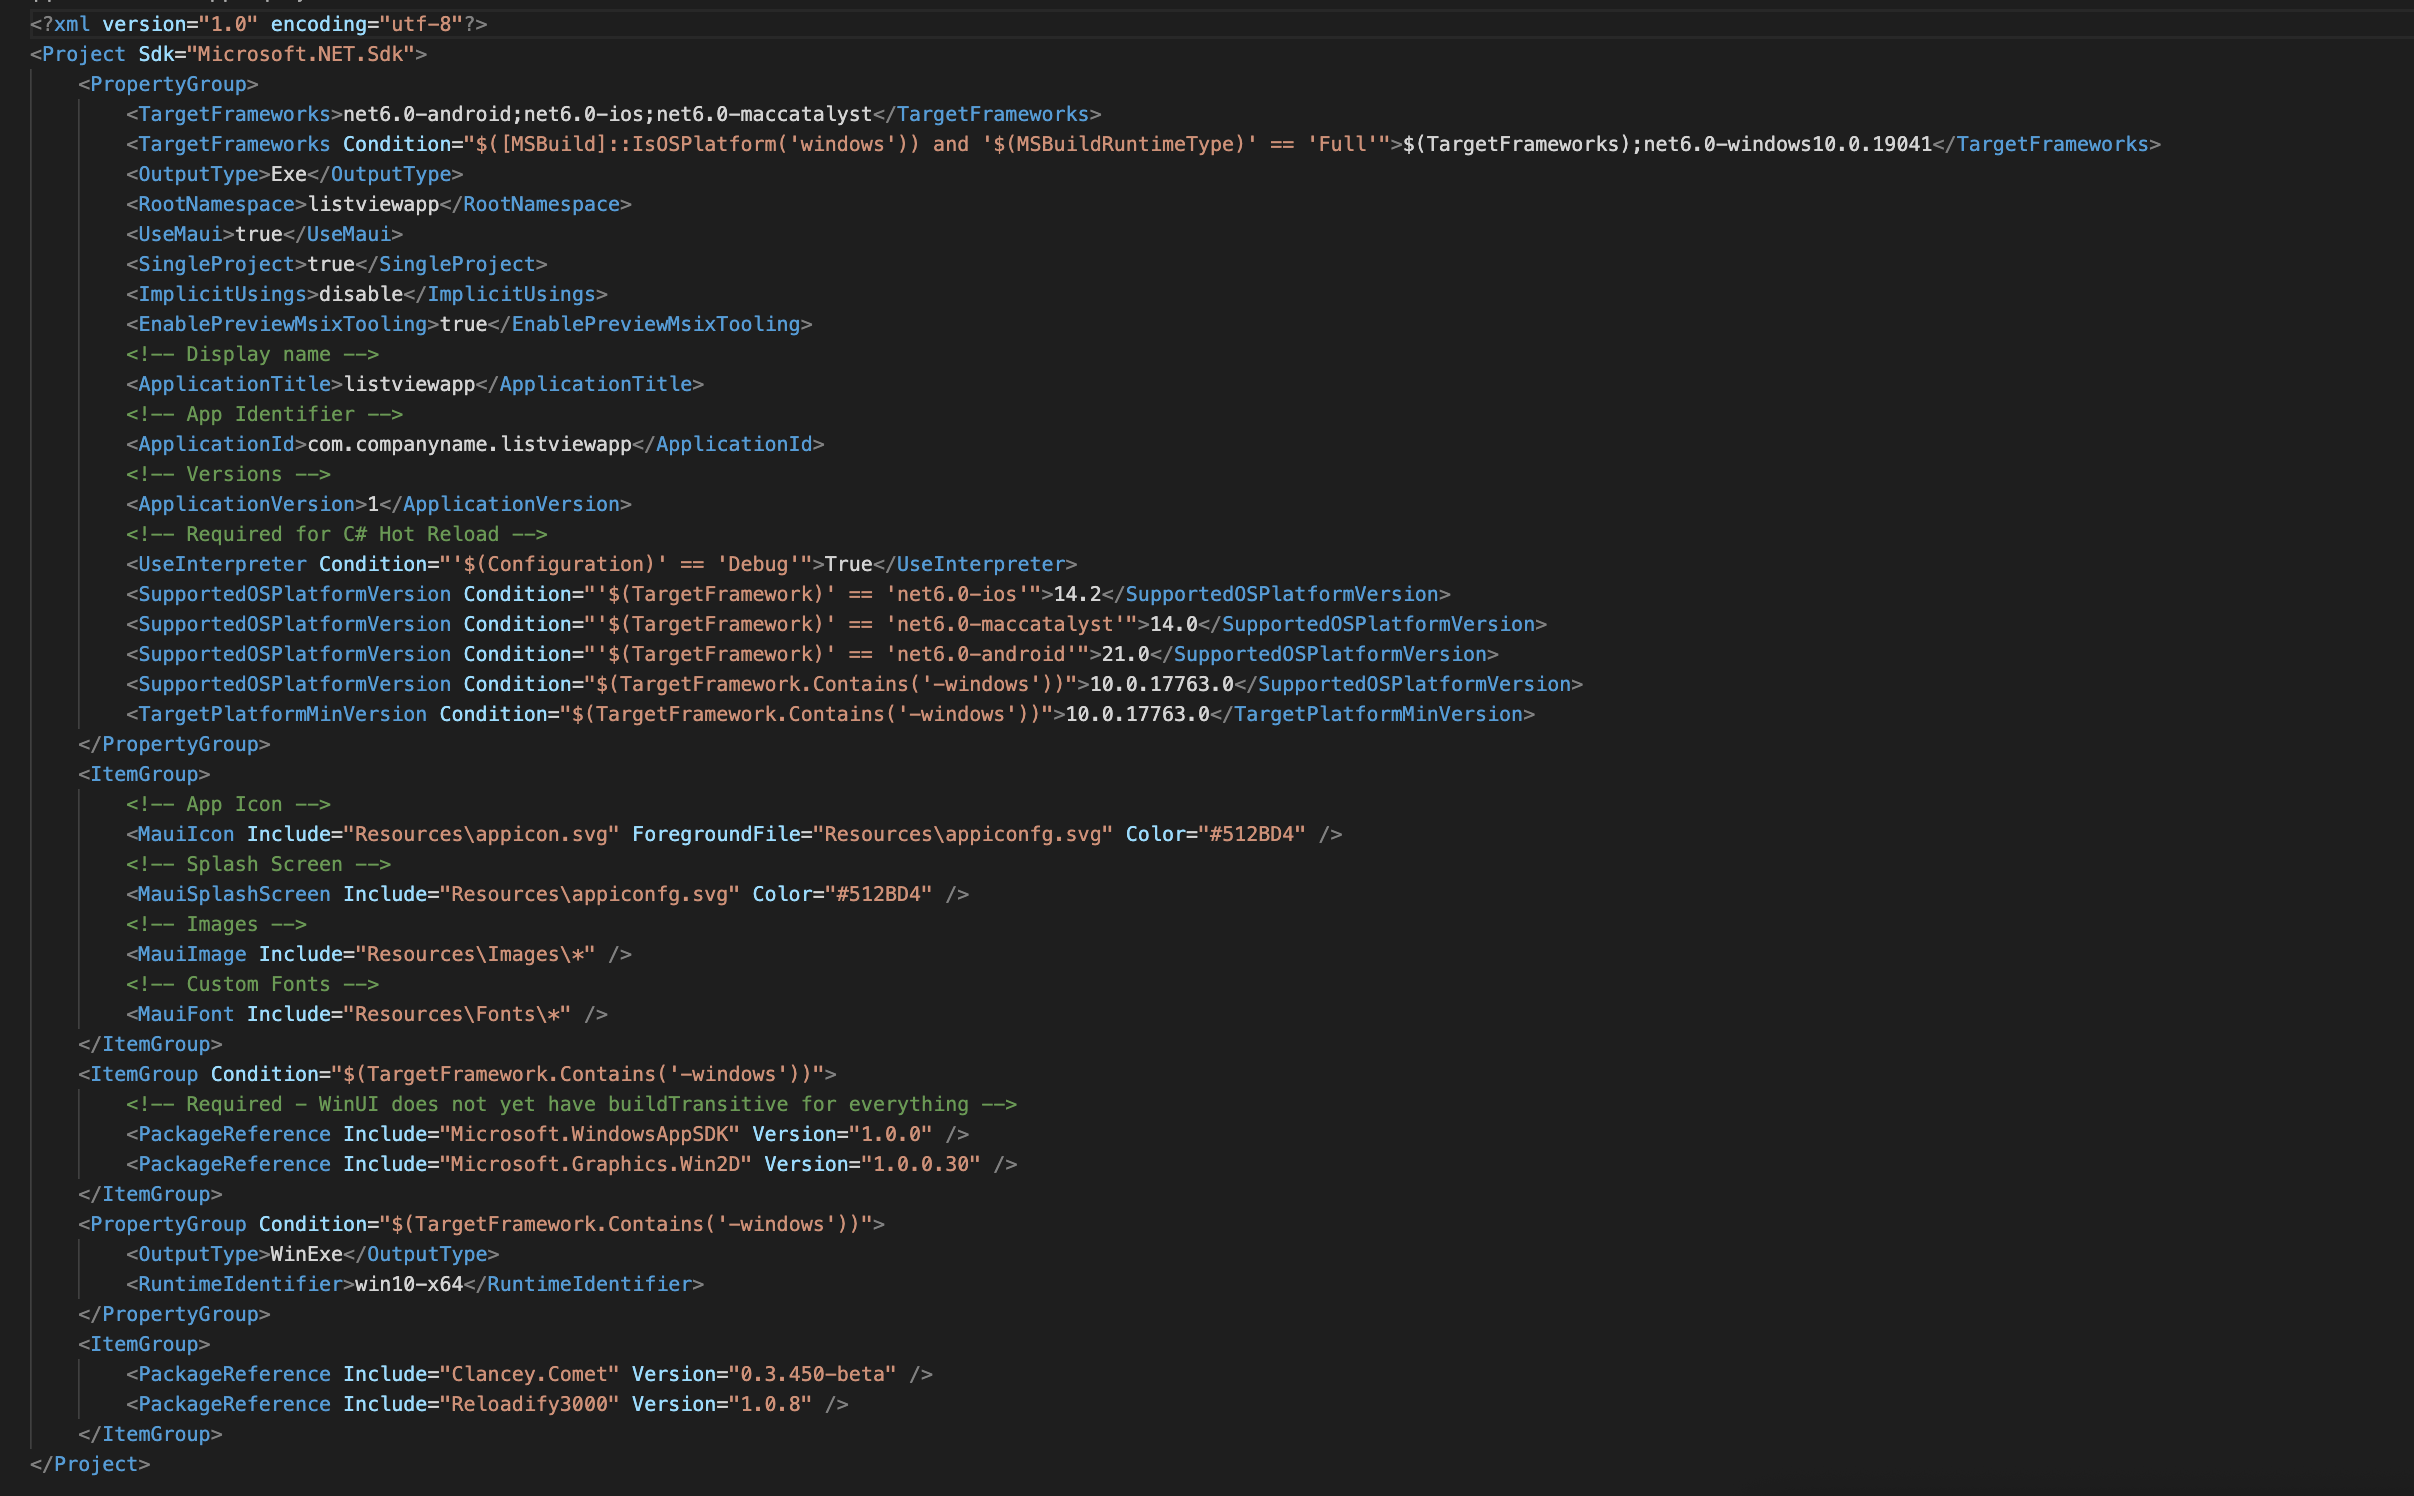 <?xml version="1.0" encoding="utf-8"?>
<Project Sdk="Microsoft.NET.Sdk">
<PropertyGroup>
<TargetFrameworks>net6.0-android;net6.0-ios;net6.0-maccatalyst</TargetFrameworks>
<TargetFrameworks Condition="$([MSBuild]::IsOSPlatform('windows')) and '$(MSBuildRuntimeType)' == 'Full'">$(TargetFrameworks);net6.0-windows10.0.19041</TargetFrameworks>
<OutputType>Exe</OutputType>
<RootNamespace>listviewapp</RootNamespace>
<UseMaui>true</UseMaui>
<SingleProject>true</SingleProject>
<ImplicitUsings>disable</ImplicitUsings>
<EnablePreviewMsixTooling>true</EnablePreviewMsixTooling>
<!-- Display name -->
<ApplicationTitle>listviewapp</ApplicationTitle>
<!-- App Identifier -->
<ApplicationId>com.companyname.listviewapp</ApplicationId>
<!-- Versions -->
<ApplicationVersion>1</ApplicationVersion>
<!-- Required for C# Hot Reload -->
<UseInterpreter Condition="'$(Configuration)' == 'Debug'">True</UseInterpreter>
<SupportedOSPlatformVersion Condition="'$(TargetFramework)' == 'net6.0-ios'">14.2</SupportedOSPlatformVersion>
<SupportedOSPlatformVersion Condition="'$(TargetFramework)' == 'net6.0-maccatalyst'">14.0</SupportedOSPlatformVersion>
<SupportedOSPlatformVersion Condition="'$(TargetFramework)' == 'net6.0-android'">21.0</SupportedOSPlatformVersion>
<SupportedOSPlatformVersion Condition="$(TargetFramework.Contains('-windows'))">10.0.17763.0</SupportedOSPlatformVersion>
<TargetPlatformMinVersion Condition="$(TargetFramework.Contains('-windows'))">10.0.17763.0</TargetPlatformMinVersion>
</PropertyGroup>
<ItemGroup>
<!-- App Icon -->
<MauiIcon Include="Resources\appicon.svg" ForegroundFile="Resources\appiconfg.svg" Color="#512BD4" />
<!-- Splash Screen -->
<MauiSplashScreen Include="Resources\appiconfg.svg" Color="#512BD4" />
<!-- Images -->
<MauiImage Include="Resources\Images\*" />
<!-- Custom Fonts -->
<MauiFont Include="Resources\Fonts\*" />
</ItemGroup>
<ItemGroup Condition="$(TargetFramework.Contains('-windows'))">
<!-- Required - WinUI does not yet have buildTransitive for everything -->
<PackageReference Include="Microsoft.WindowsAppSDK" Version="1.0.0" />
<PackageReference Include="Microsoft.Graphics.Win2D" Version="1.0.0.30" />
</ItemGroup>
<PropertyGroup Condition="$(TargetFramework.Contains('-windows'))">
<OutputType>WinExe</OutputType>
<RuntimeIdentifier>win10-x64</RuntimeIdentifier>
</PropertyGroup>
<ItemGroup>
<PackageReference Include="Clancey.Comet" Version="0.3.450-beta" />
<PackageReference Include="Reloadify3000" Version="1.0.8" />
</ItemGroup>
</Project>